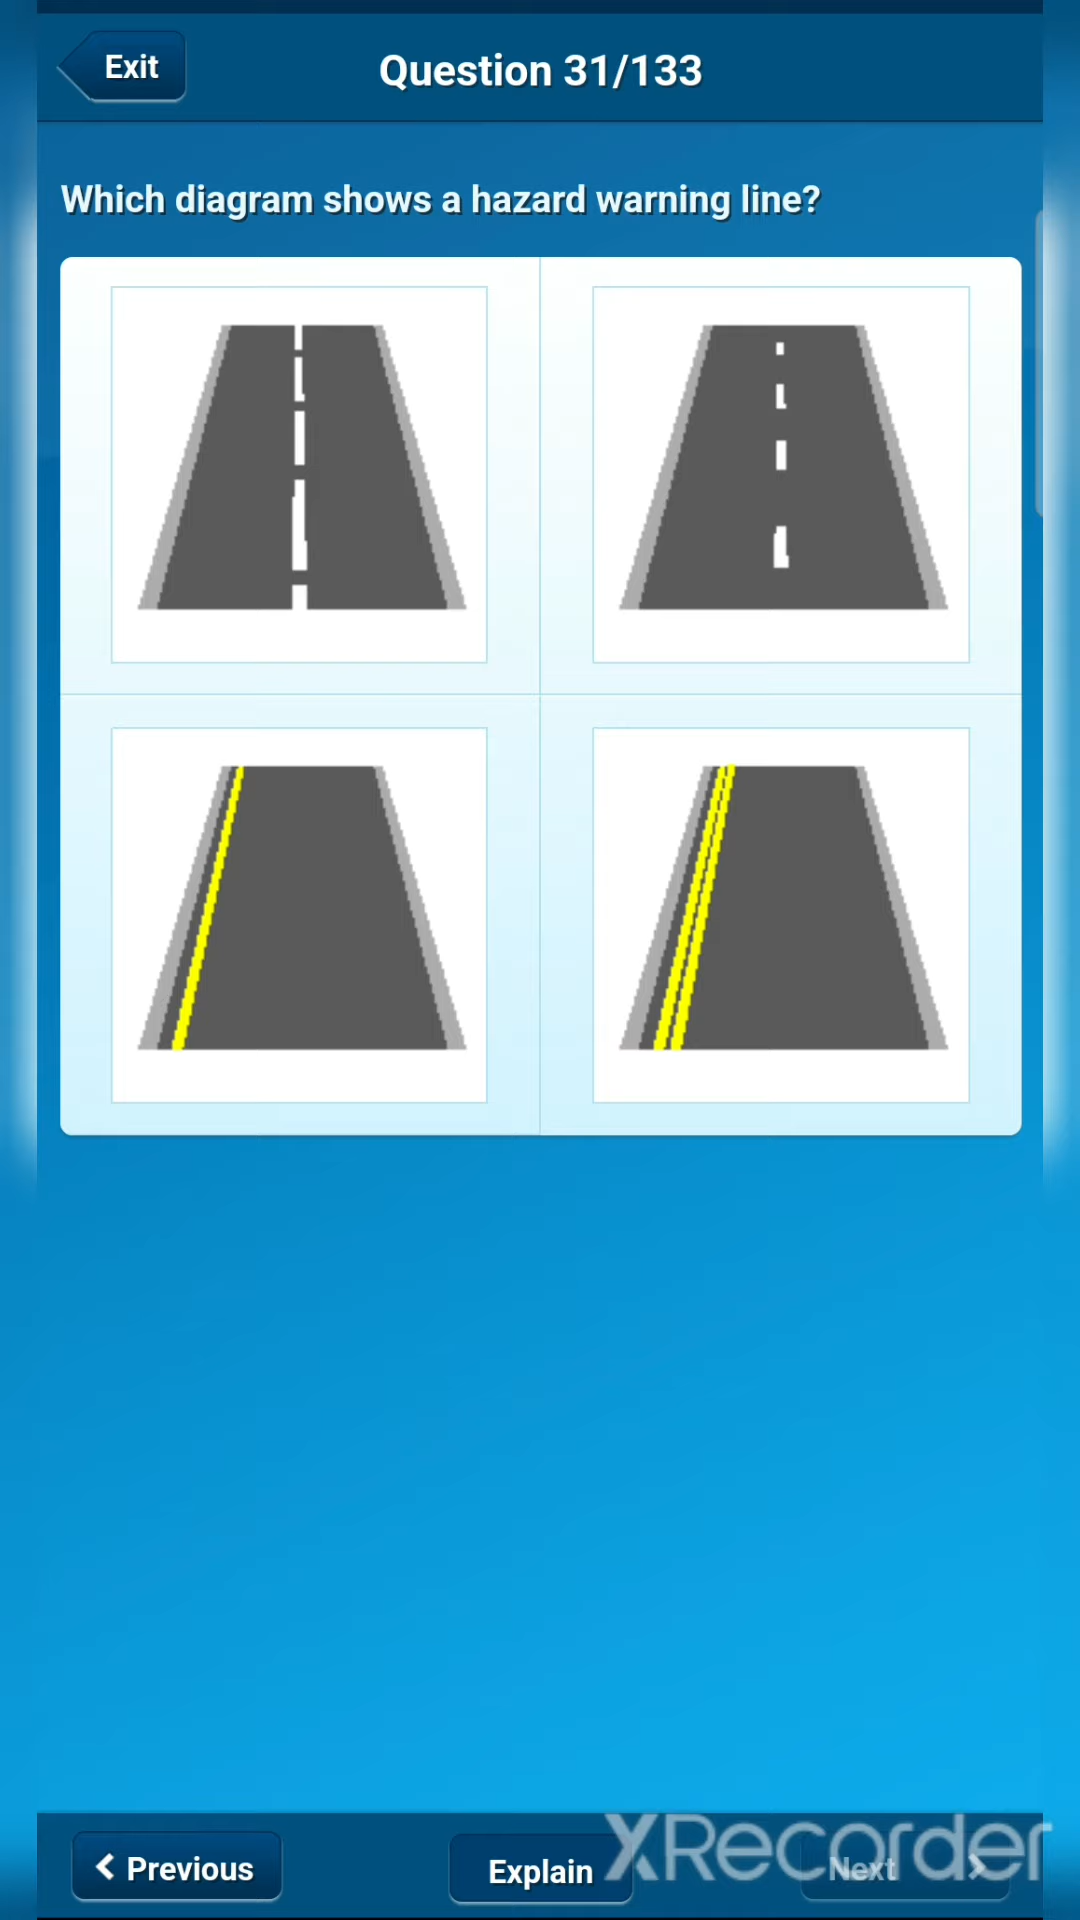 Exit
Question 31/133
Which diagram shows a hazard warning line?
Previous
Explain
Next
XRecorder